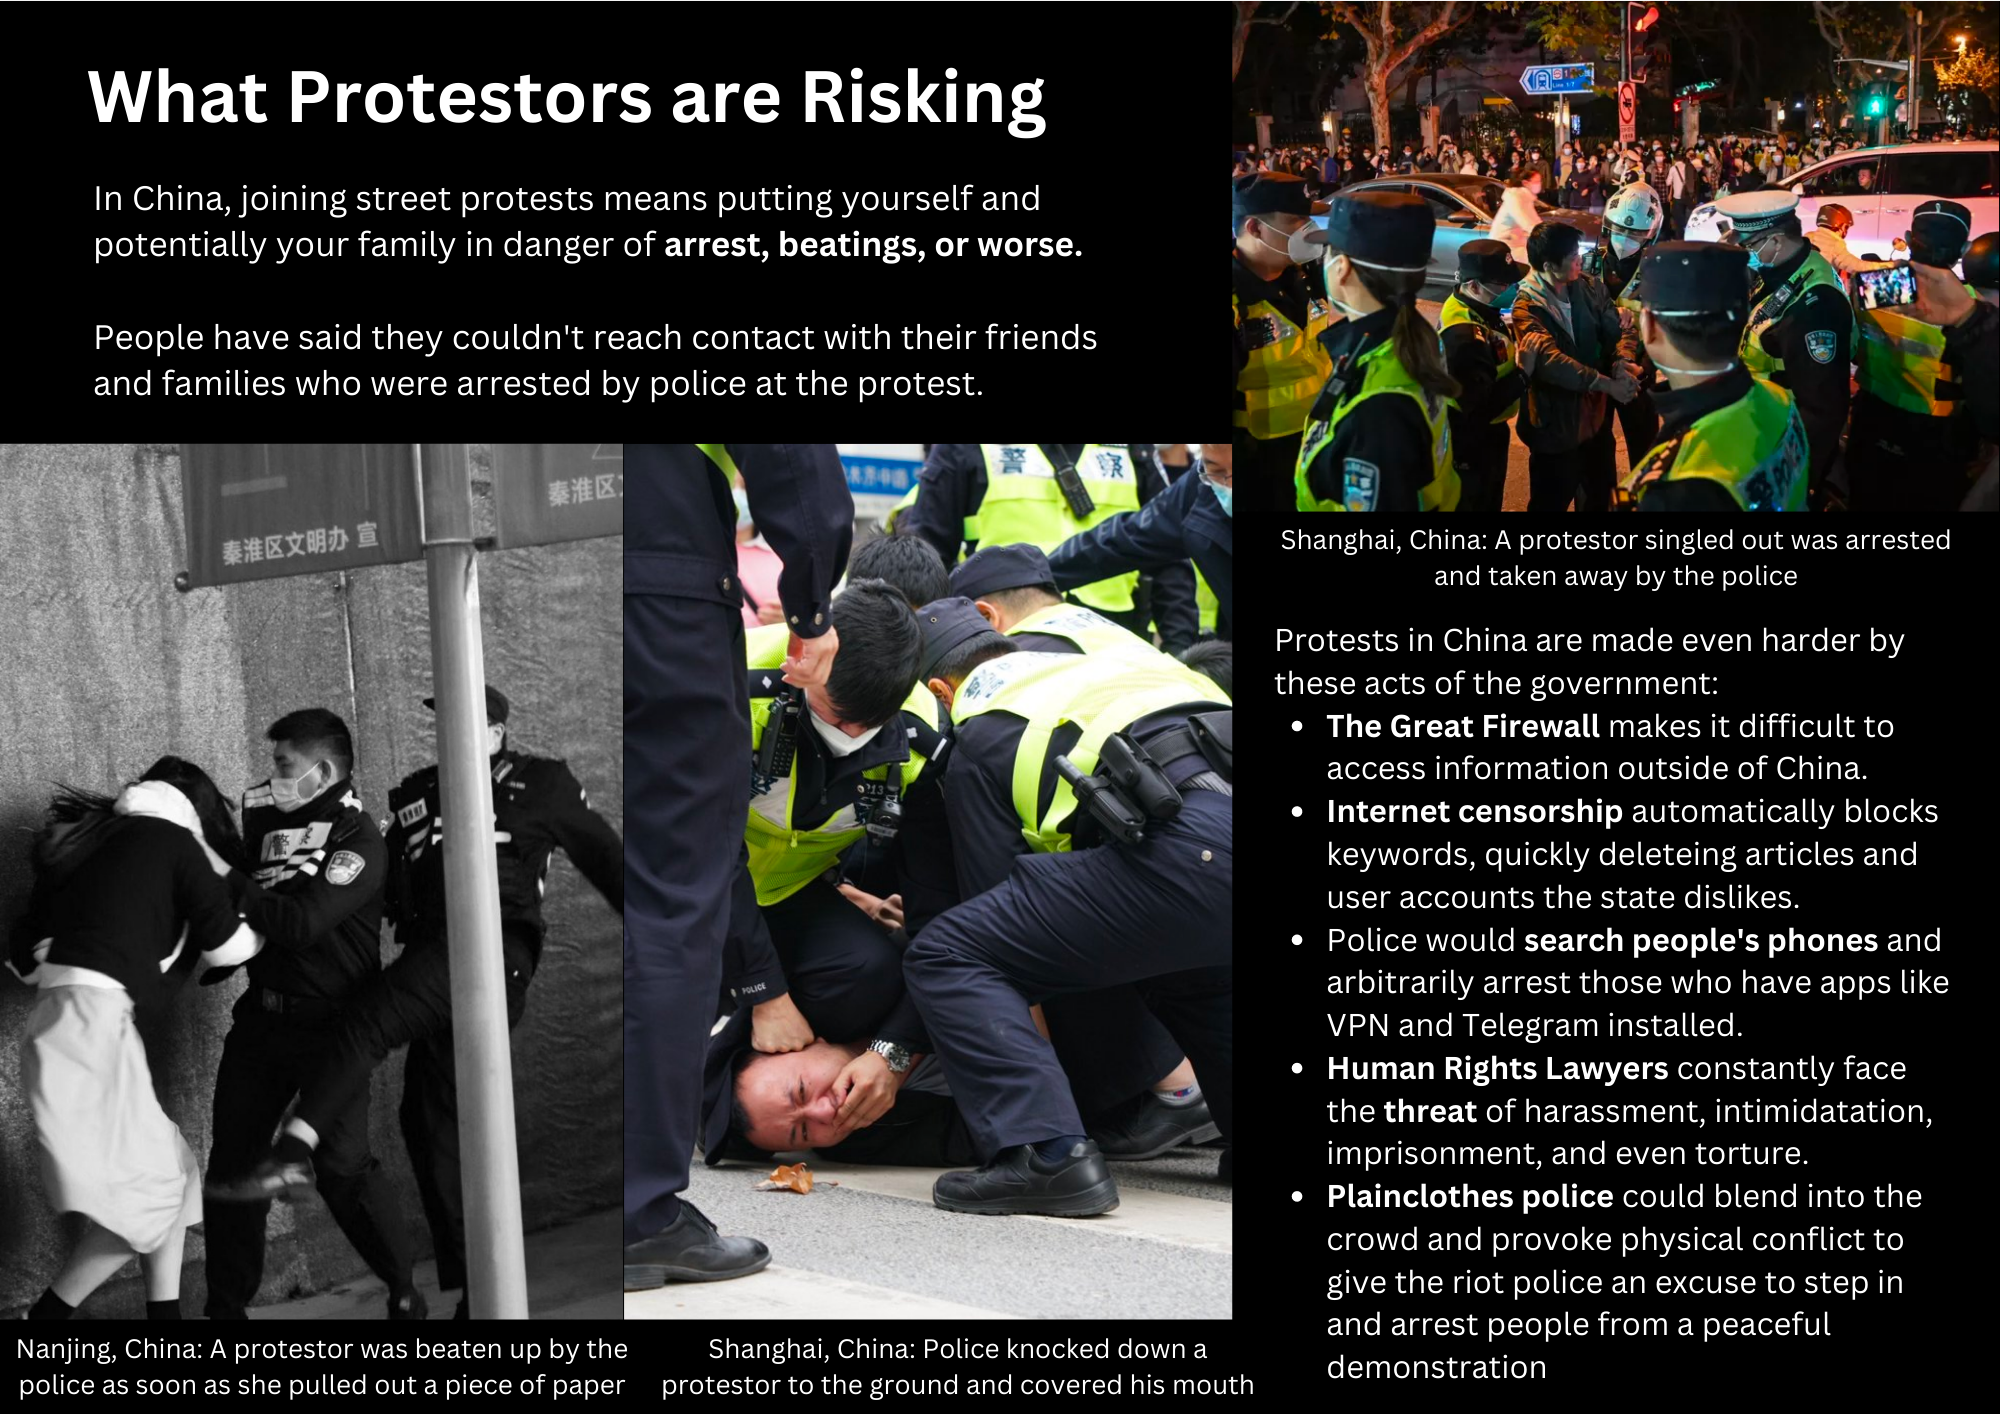 What Protestors are Risking
In China, joining street protests means putting yourself and
potentially your family in danger of arrest, beatings, or worse.
People have said they couldn't reach contact with their friends
and families who were arrested by police at the protest.
秦淮区文明办 宣
秦淮区
警 察
警 察
POLICE
Nanjing, China: A protestor was beaten up by the
police as soon as she pulled out a piece of paper
Shanghai, China: Police knocked down a
protestor to the ground and covered his mouth
Shanghai, China: A protestor singled out was arrested
and taken away by the police
Protests in China are made even harder by
these acts of the government:
• The Great Firewall makes it difficult to
access information outside of China.
• Internet censorship automatically blocks
keywords, quickly deleteing articles and
user accounts the state dislikes.
• Police would search people's phones and
arbitrarily arrest those who have apps like
VPN and Telegram installed.
• Human Rights Lawyers constantly face
the threat of harassment, intimidatation,
imprisonment, and even torture.
• Plainclothes police could blend into the
crowd and provoke physical conflict to
give the riot police an excuse to step in
and arrest people from a peaceful
demonstration